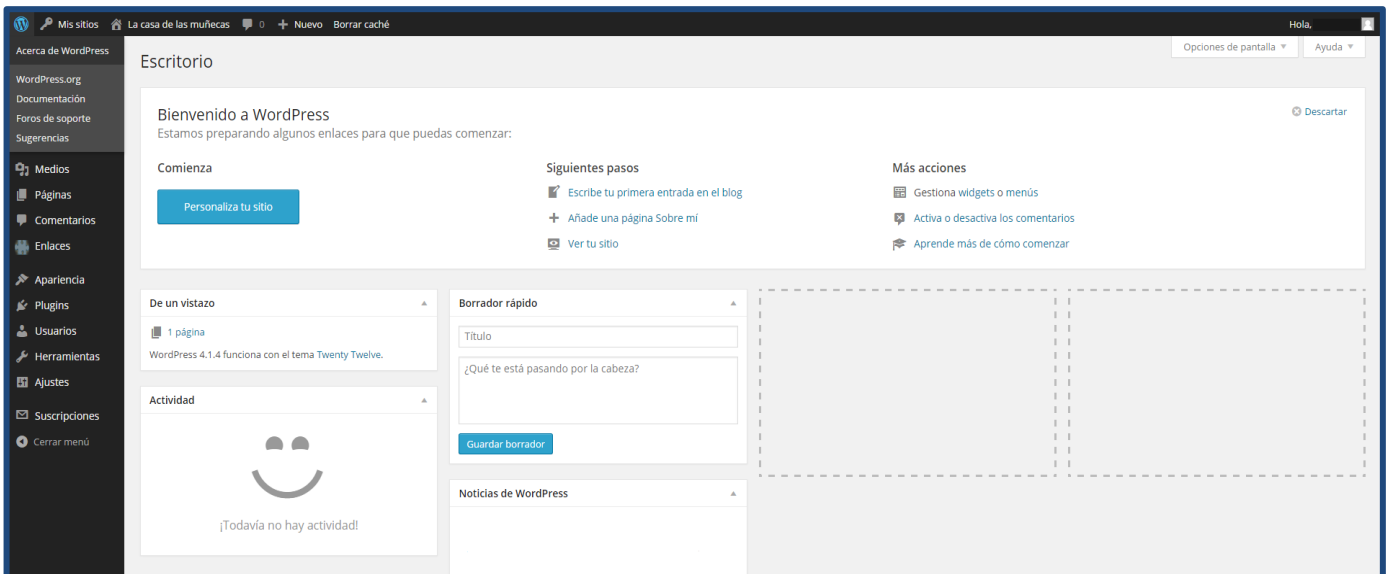 Mis sitios La casa de las muñecas 0 Nuevo Borrar caché Hola,
Acerca de WordPress
WordPress.org
Documentación
Foros de soporte
Sugerencias
Medios
Páginas
Comentarios
Enlaces
Apariencia
Plugins
Usuarios
Herramientas
Ajustes
Suscripciones
Cerrar menú
Opciones de pantalla Ayuda
Escritorio
Bienvenido a WordPress
Descartar
Estamos preparando algunos enlaces para que puedas comenzar:
Comienza
Personaliza tu sitio
Siguientes pasos
Escribe tu primera entrada en el blog
Añade una página Sobre mí
Ver tu sitio
Más acciones
Gestiona widgets o menús
Activa o desactiva los comentarios
Aprende más de cómo comenzar
De un vistazo
1 página
WordPress 4.1.4 funciona con el tema Twenty Twelve.
Actividad
¡Todavía no hay actividad!
Borrador rápido
Título
¿Qué te está pasando por la cabeza?
Guardar borrador
Noticias de WordPress